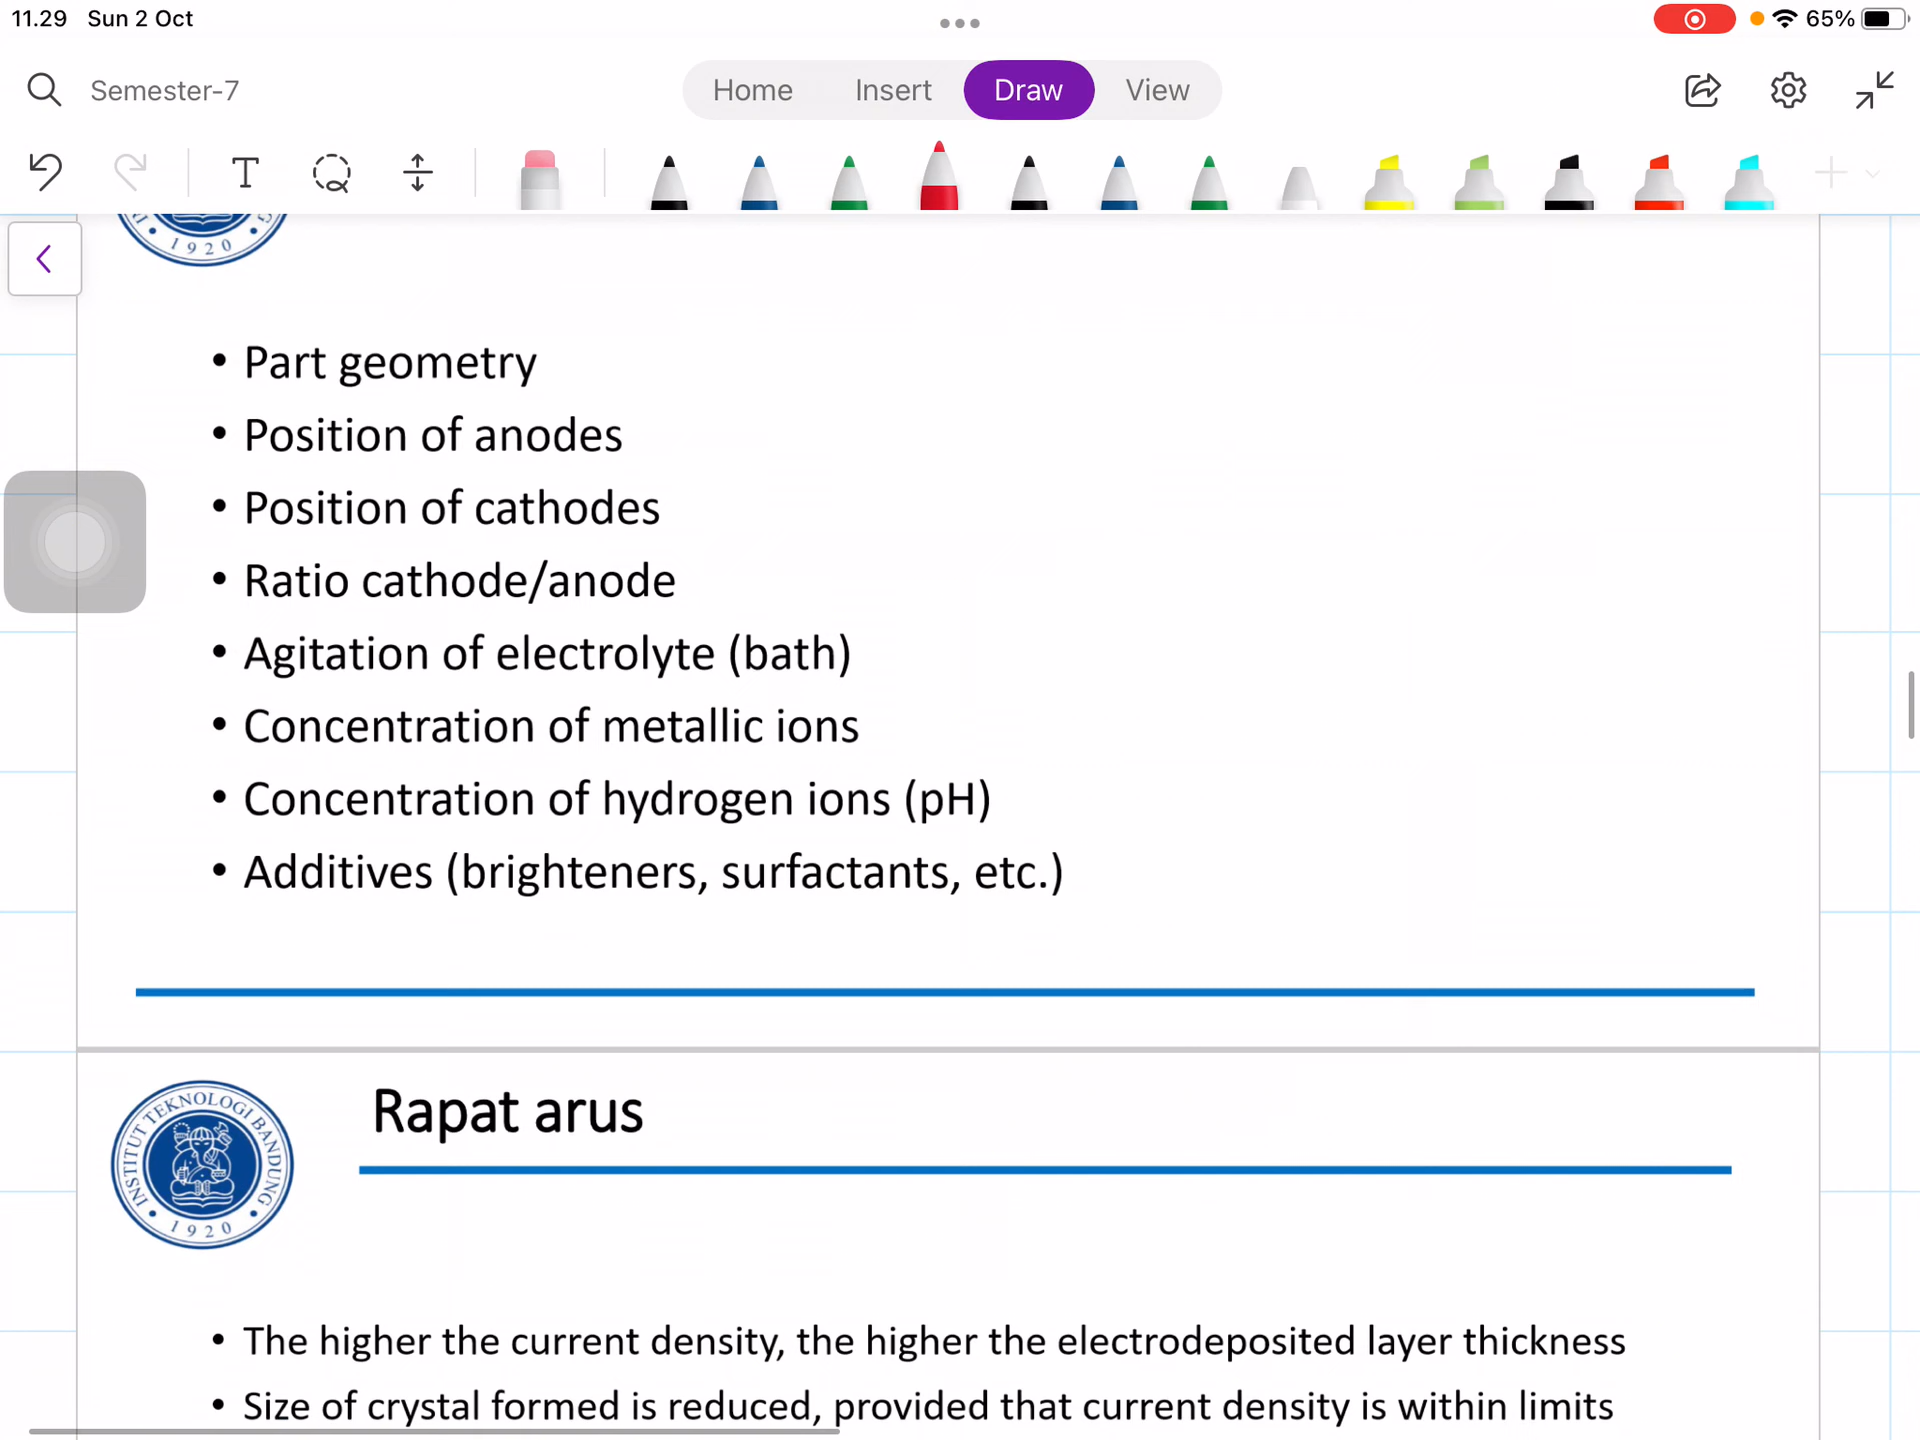 11.29 Sun 2 Oct
65%
Semester-7
Home Insert Draw View
T
1920
• Part geometry
• Position of anodes
• Position of cathodes
• Ratio cathode/anode
• Agitation of electrolyte (bath)
• Concentration of metallic ions
• Concentration of hydrogen ions (pH)
• Additives (brighteners, surfactants, etc.)
INSTITUT TEKNOLOGI BANDUNG
• 1920 •
Rapat arus
• The higher the current density, the higher the electrodeposited layer thickness
• Size of crystal formed is reduced, provided that current density is within limits